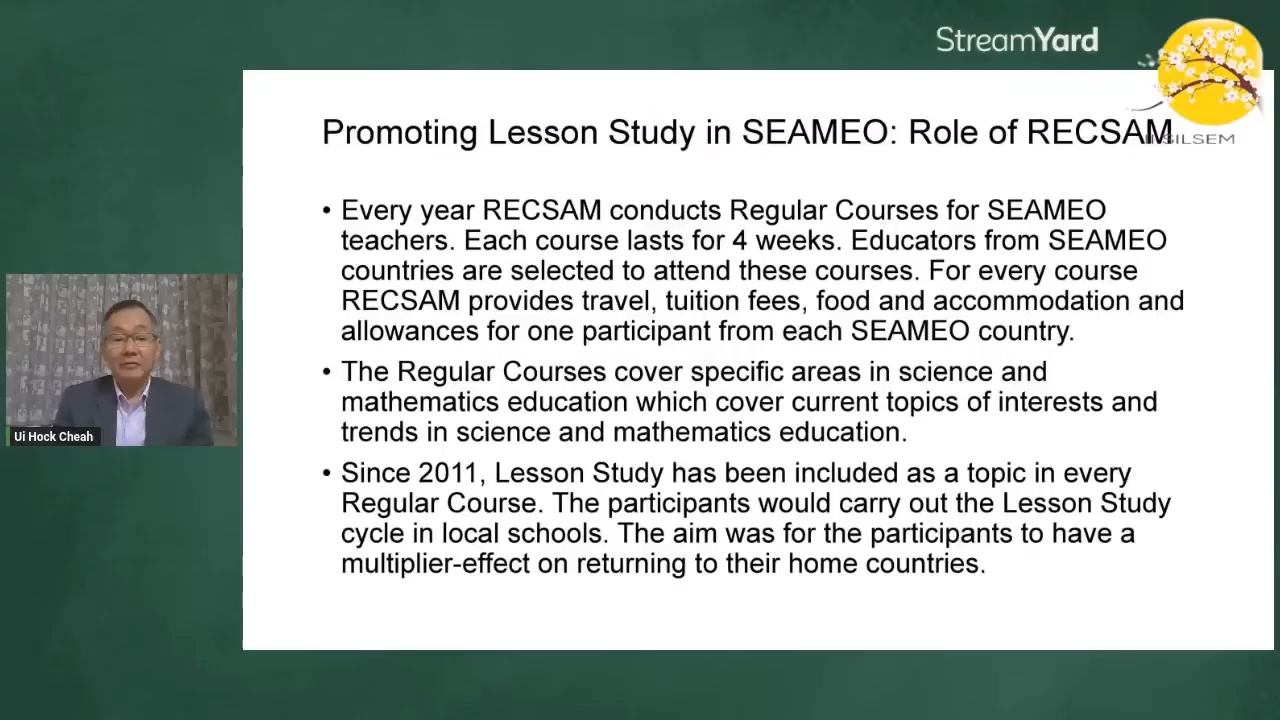 StreamYard
Promoting Lesson Study in SEAMEO: Role of RECSAM
SILSEM
• Every year RECSAM conducts Regular Courses for SEAMEO
teachers. Each course lasts for 4 weeks. Educators from SEAMEO
countries are selected to attend these courses. For every course
RECSAM provides travel, tuition fees, food and accommodation and
allowances for one participant from each SEAMEO country.
• The Regular Courses cover specific areas in science and
mathematics education which cover current topics of interests and
trends in science and mathematics education.
• Since 2011, Lesson Study has been included as a topic in every
Regular Course. The participants would carry out the Lesson Study
cycle in local schools. The aim was for the participants to have a
multiplier-effect on returning to their home countries.
Ui Hock Cheah